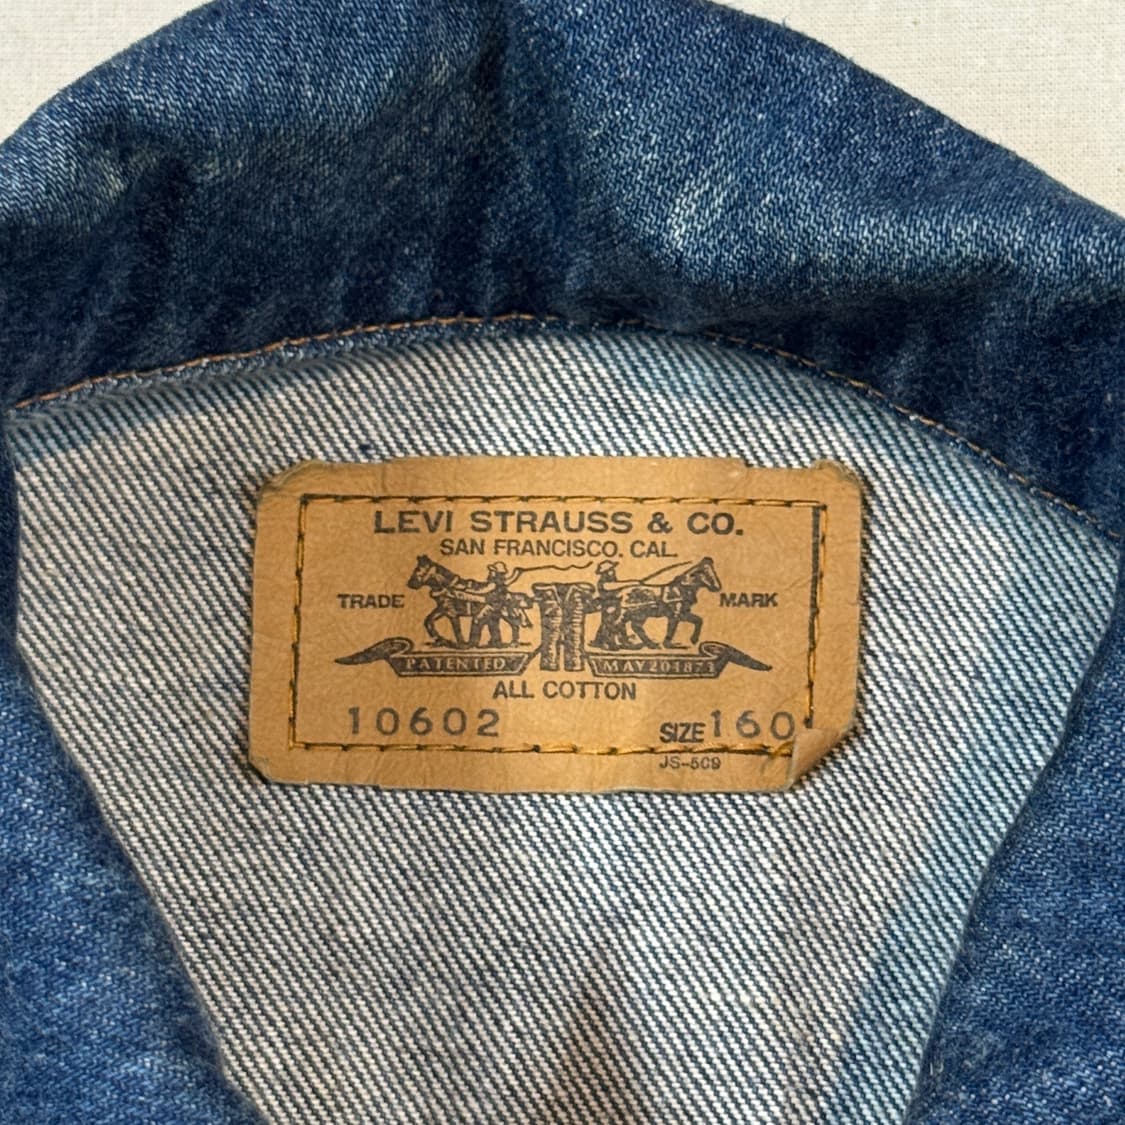 LEVI STRAUSS & CO.
SAN FRANCISCO. CAL.
TRADE MARK
PATENTED MAY 20 1873
ALL COTTON
10602 SIZE 160
JS-509